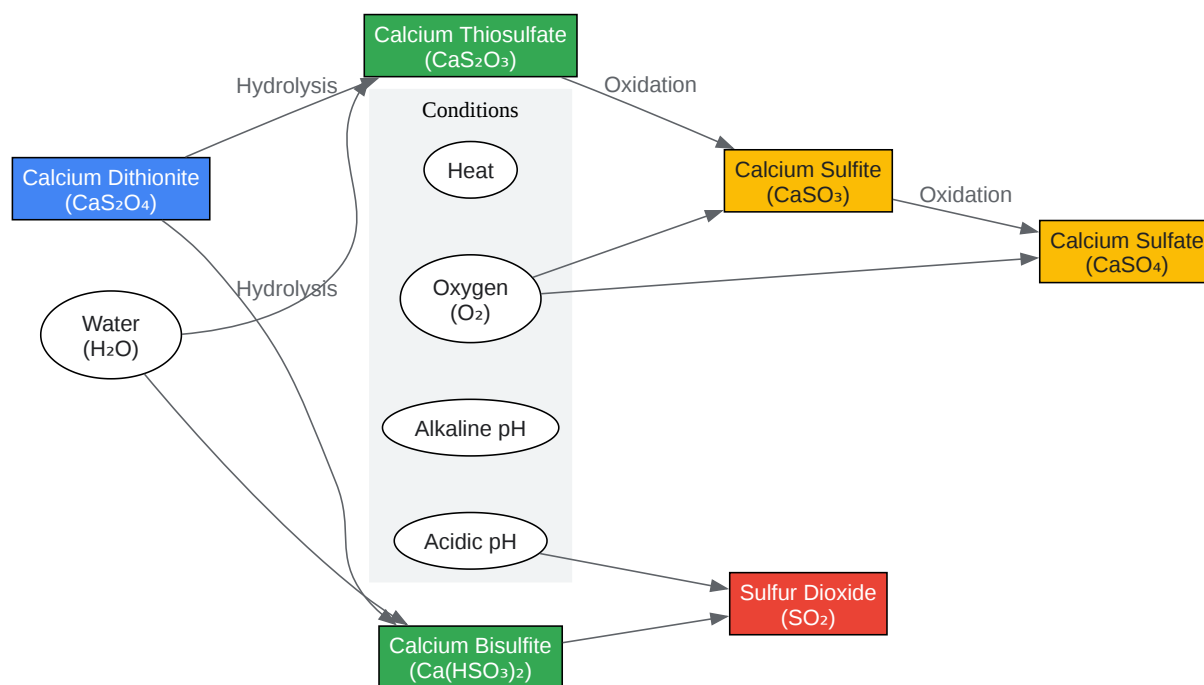 Calcium Thiosulfate
(CaS₂O₃)
Hydrolysis
Oxidation
Conditions
Heat
Calcium Dithionite
(CaS₂O₄)
Calcium Sulfite
(CaSO₃)
Oxidation
Calcium Sulfate
(CaSO₄)
Hydrolysis
Oxygen
(O₂)
Water
(H₂O)
Alkaline pH
Acidic pH
Sulfur Dioxide
(SO₂)
Calcium Bisulfite
(Ca(HSO₃)₂)